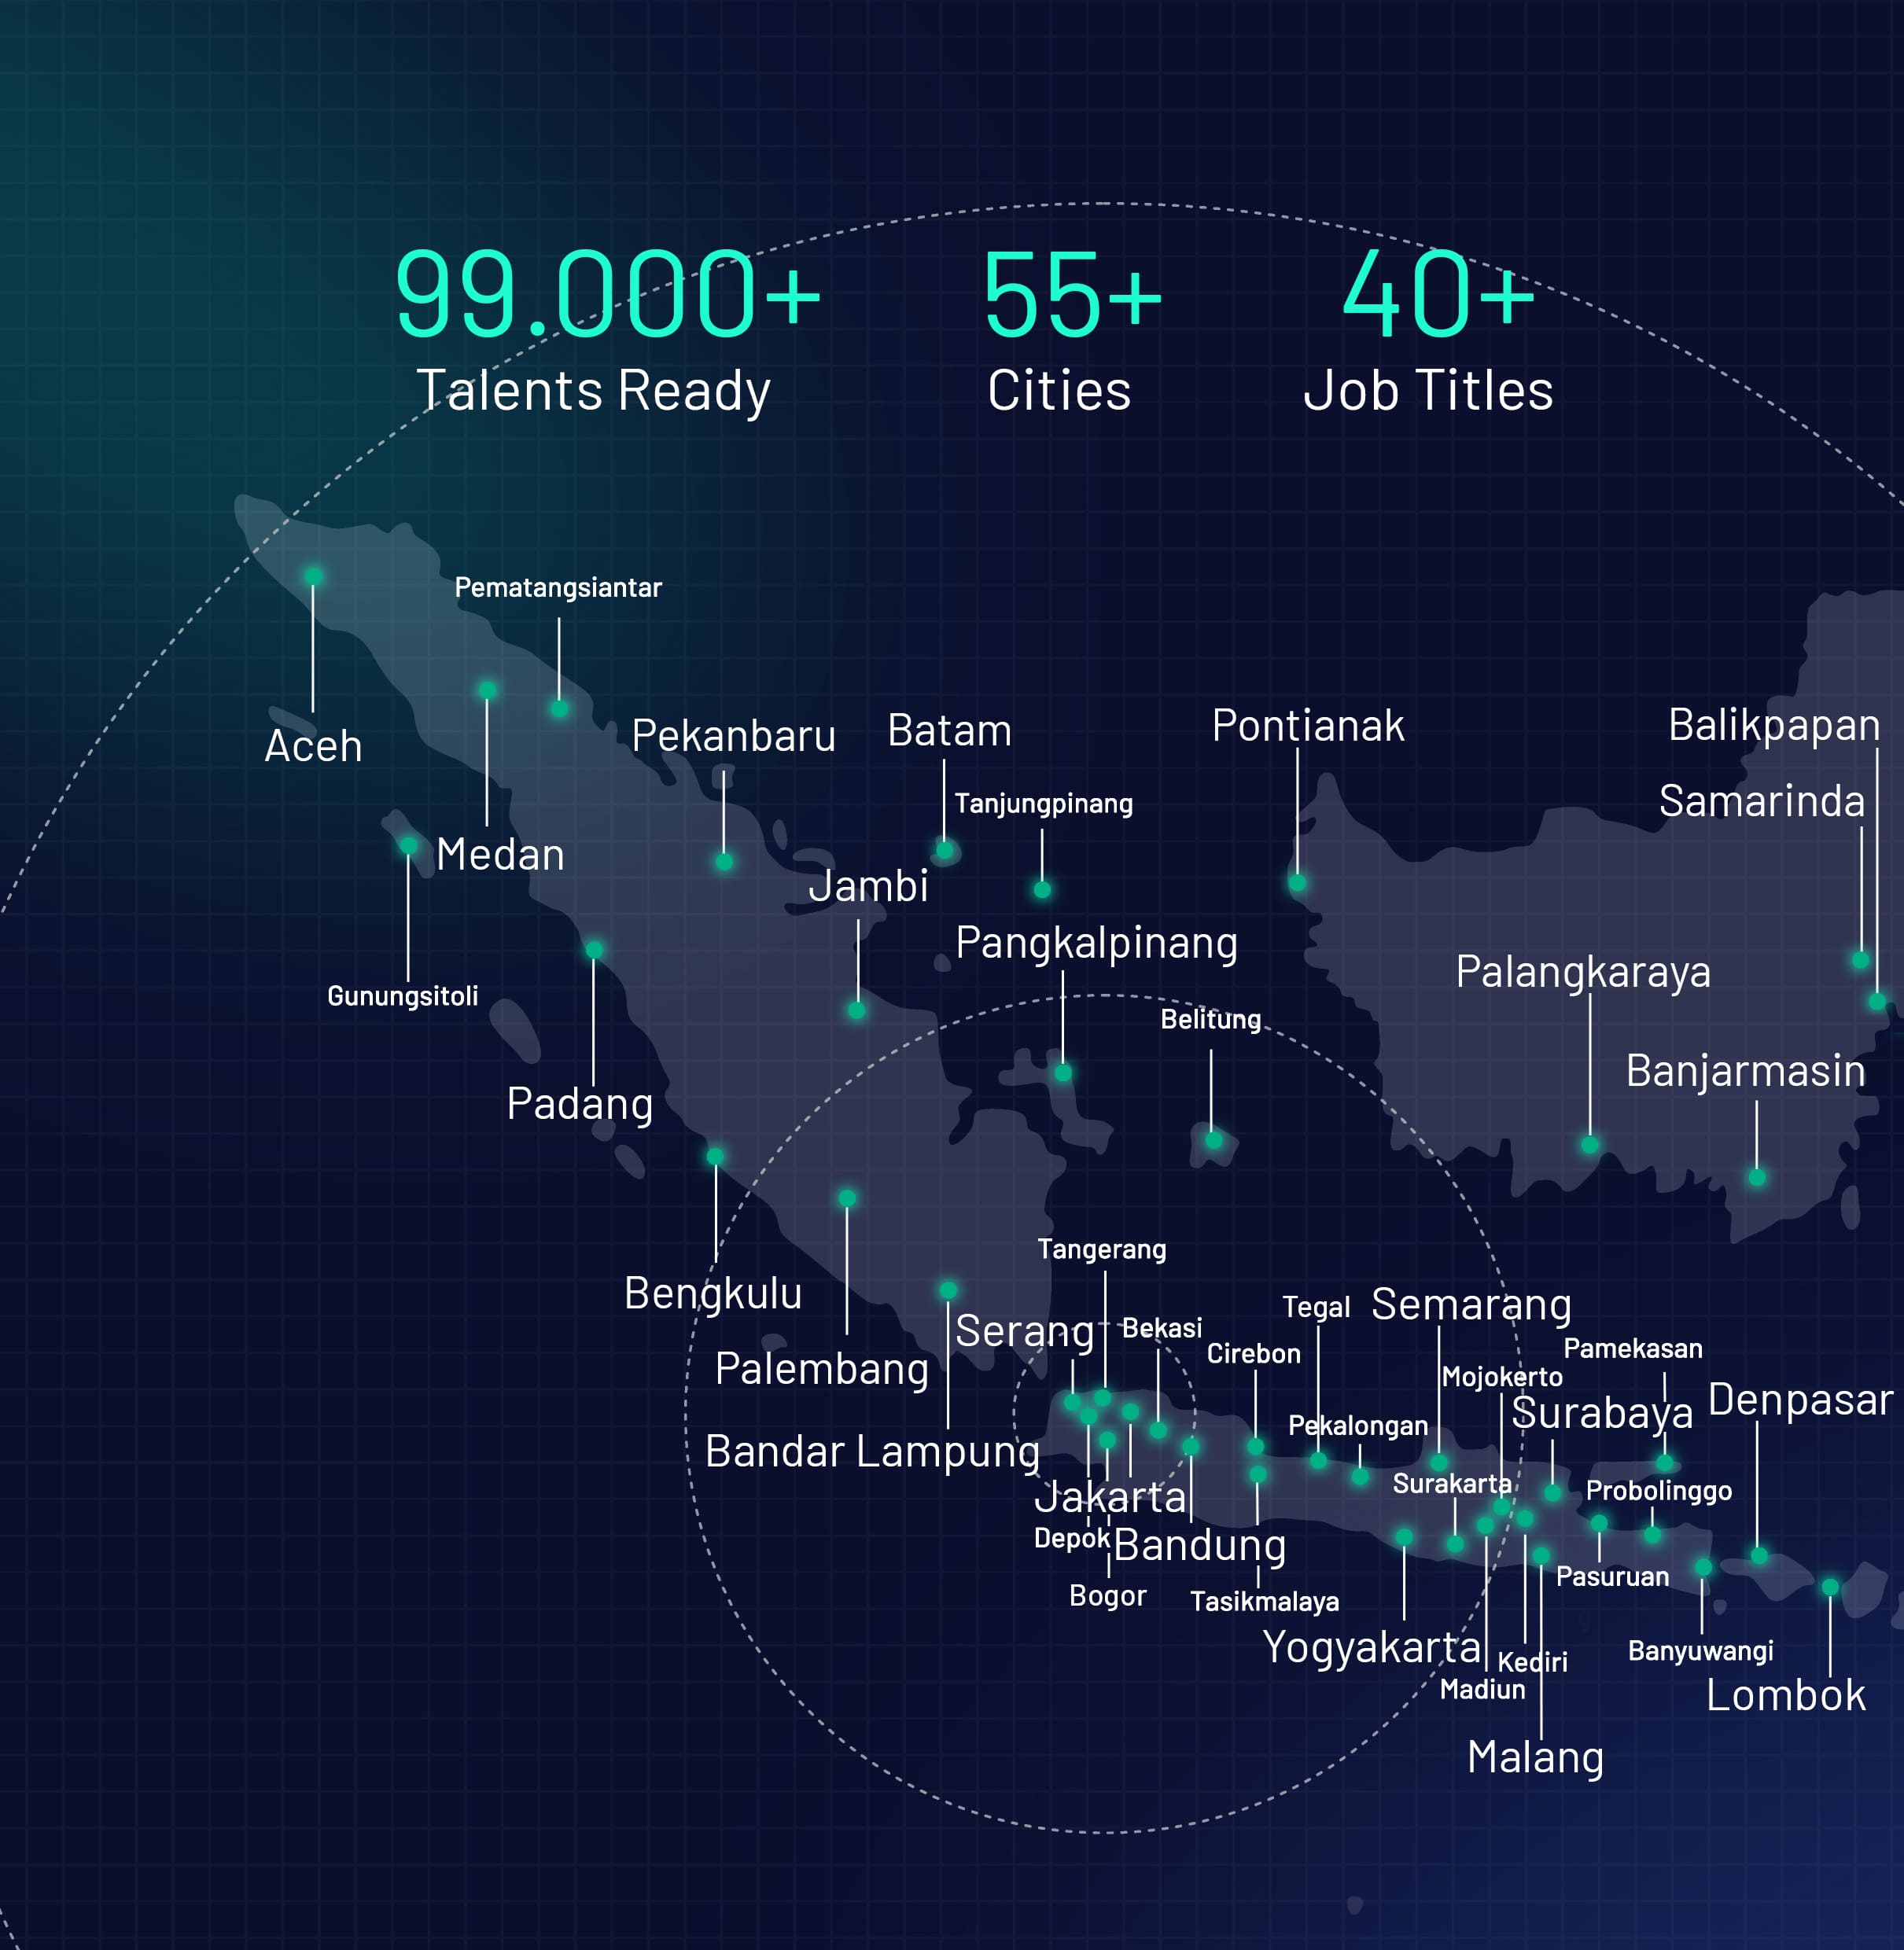 99.000+
Talents Ready
55+
Cities
40+
Job Titles
Pematangsiantar
Aceh
Pekanbaru
Batam
Pontianak
Balikpapan
Tanjungpinang
Samarinda
Medan
Jambi
Pangkalpinang
Palangkaraya
Gunungsitoli
Belitung
Banjarmasin
Padang
Tangerang
Bengkulu
Serang
Bekasi
Tegal
Semarang
Cirebon
Pamekasan
Palembang
Mojokerto
Surabaya
Denpasar
Pekalongan
Bandar Lampung
Surakarta
Probolinggo
Jakarta
Depok
Bandung
Pasuruan
Bogor
Tasikmalaya
Yogyakarta
Kediri
Banyuwangi
Madiun
Lombok
Malang